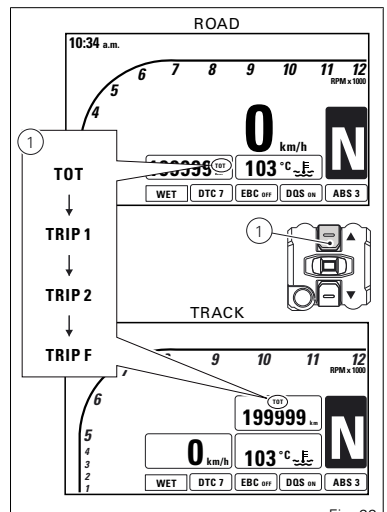 ROAD
10:34 a.m.
4 5 6 7 8 9 10 11 12
RPM x 1000
0 km/h
N
TOT
103 °C
WET DTC 7 EBC OFF DQS ON ABS 3
1
TOT
TRIP 1
TRIP 2
TRIP F
1
TRACK
9 10 11 12
RPM x 1000
6
5
4
3
2
1
TOT
199999 km
N
0 km/h
103 °C
WET DTC 7 EBC OFF DQS ON ABS 3